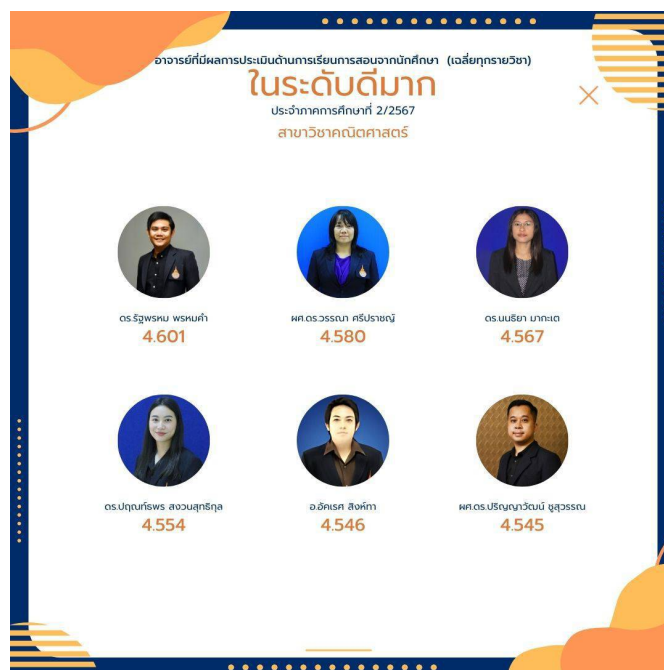 อาจารย์ที่มีผลการประเมินด้านการเรียนการสอนจากนักศึกษา (เฉลี่ยทุกรายวิชา)
ในระดับดีมาก
ประจำภาคการศึกษาที่ 2/2567
สาขาวิชาคณิตศาสตร์
ดร.รัฐพรหม พรหมคำ
ผศ.ดร.วรรณา ศรีปราชญ์
ดร.นนธิยา มากะเต
4.601
4.580
4.567
ดร.ปฤณท์ธพร สงวนสุทธิกุล
อ.อัคเรศ สิงห์ทา
ผศ.ดร.ปริญญาวัฒน์ ชูสุวรรณ
4.554
4.546
4.545